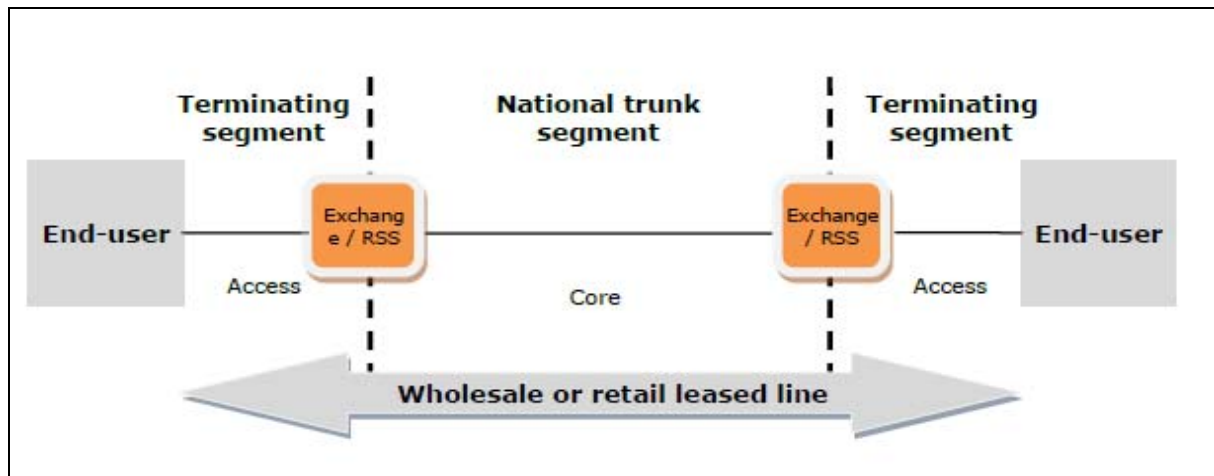 Terminating
segment
National trunk
segment
Terminating
segment
End-user
Exchang
e / RSS
Exchange
/ RSS
End-user
Access
Core
Access
Wholesale or retail leased line